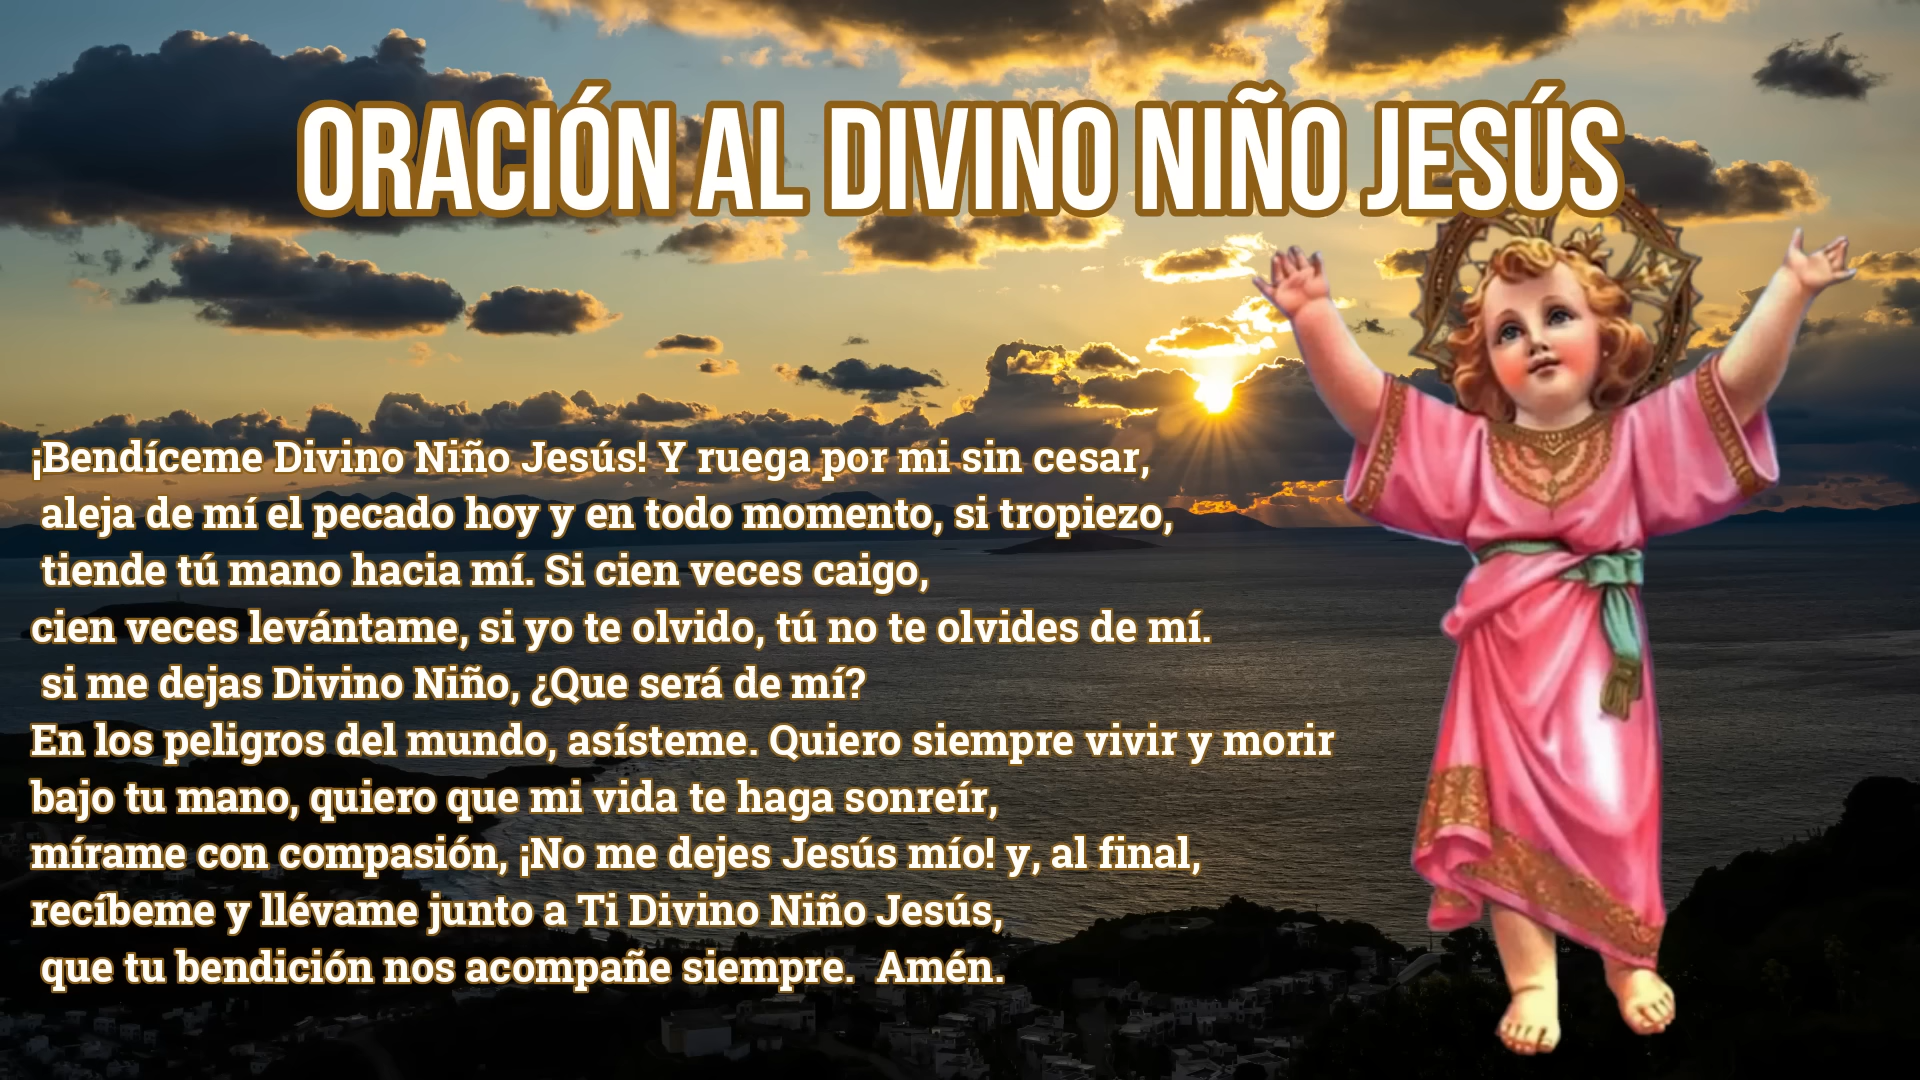 ORACIÓN AL DIVINO NIÑO JESÚS
¡Bendíceme Divino Niño Jesús! Y ruega por mi sin cesar,
aleja de mí el pecado hoy y en todo momento, si tropiezo,
tiende tú mano hacia mí. Si cien veces caigo,
cien veces levántame, si yo te olvido, tú no te olvides de mí.
si me dejas Divino Niño, ¿Que será de mí?
En los peligros del mundo, asísteme. Quiero siempre vivir y morir
bajo tu mano, quiero que mi vida te haga sonreír,
mírame con compasión, ¡No me dejes Jesús mío! y, al final,
recíbeme y llévame junto a Ti Divino Niño Jesús,
que tu bendición nos acompañe siempre.  Amén.